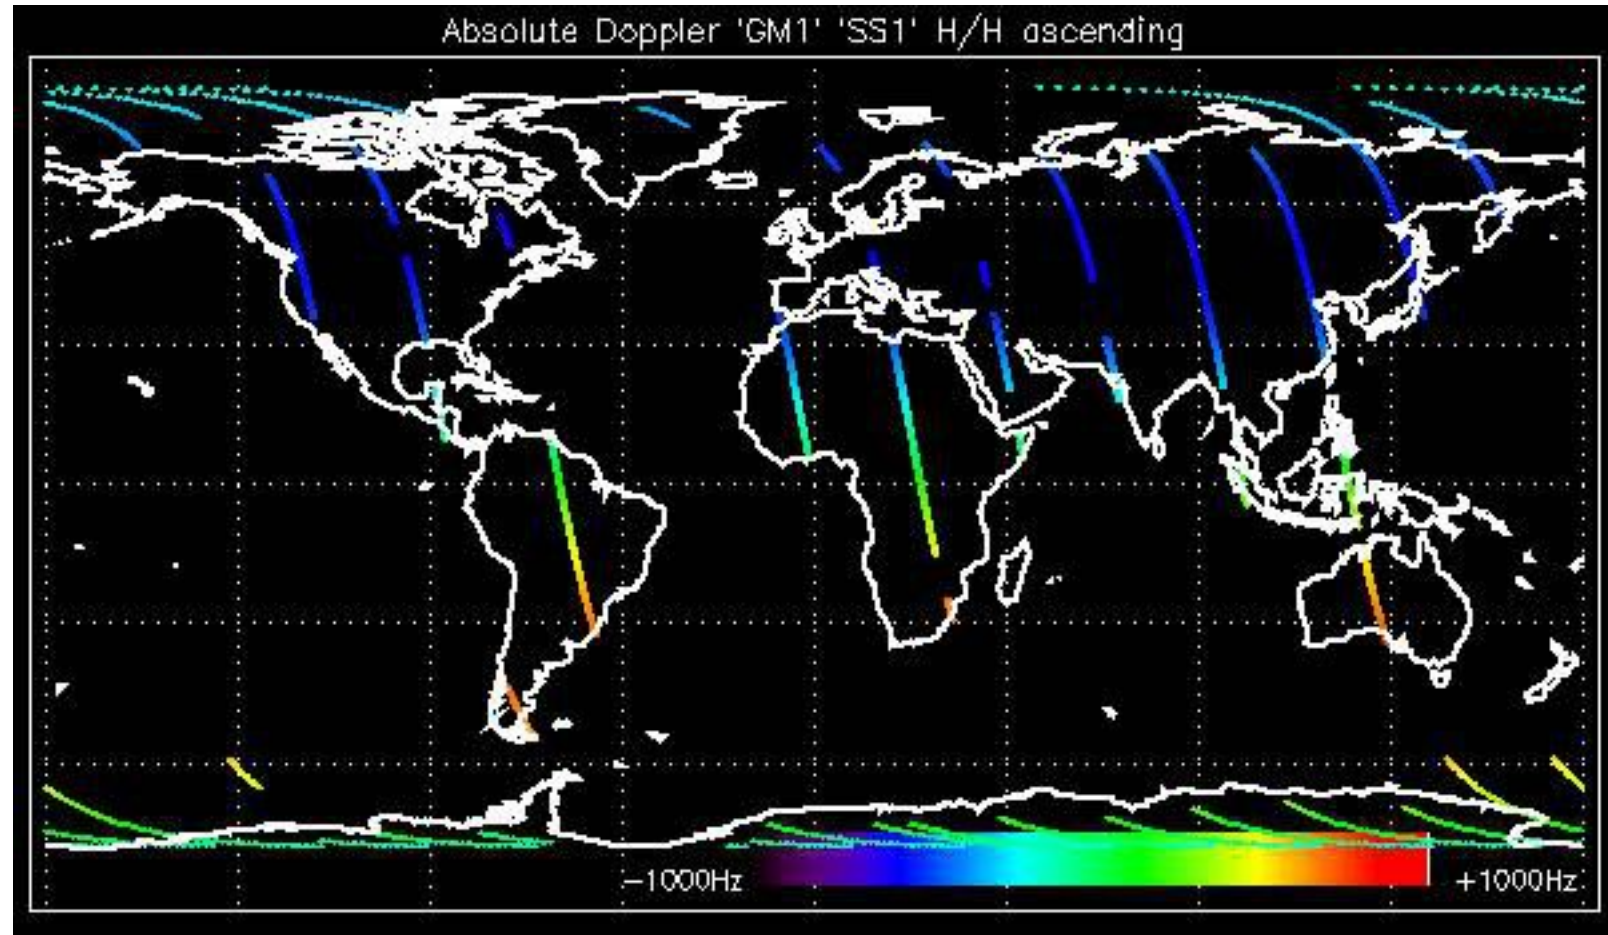 Absolute Doppler 'GM1' 'SS1' H/H ascending
−1000Hz
+1000Hz